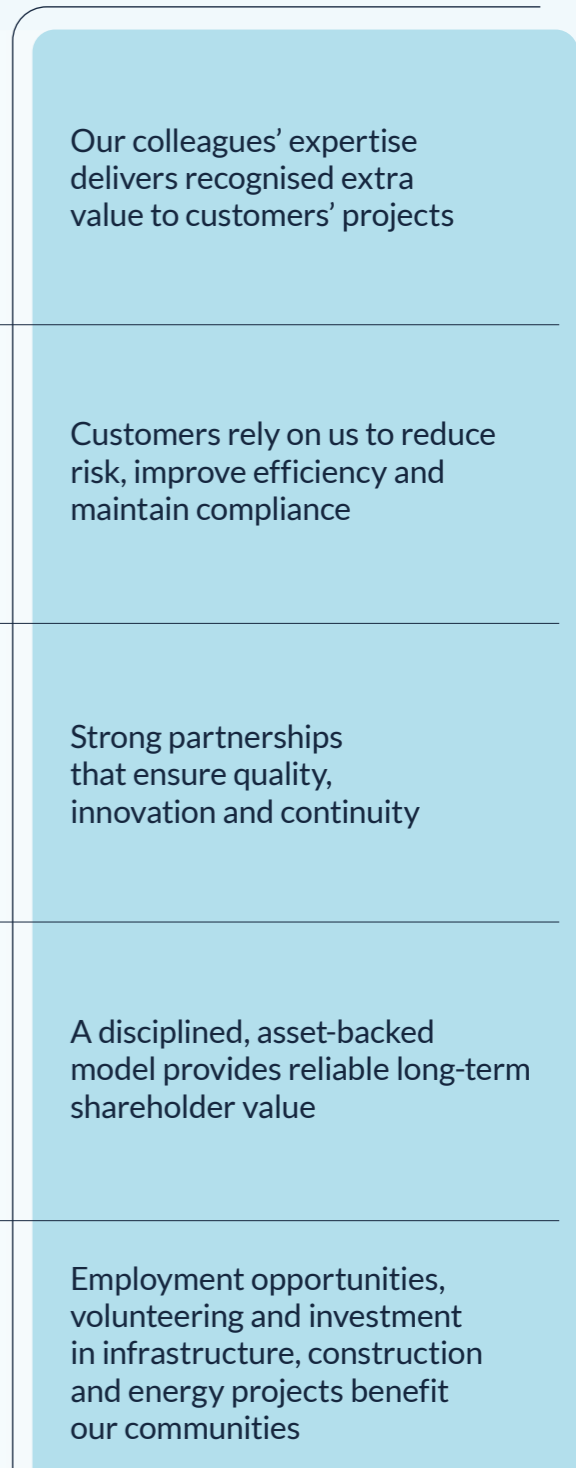 Our colleagues’ expertise
delivers recognised extra
value to customers’ projects
Customers rely on us to reduce
risk, improve efficiency and
maintain compliance
Strong partnerships
that ensure quality,
innovation and continuity
A disciplined, asset-backed
model provides reliable long-term
shareholder value
Employment opportunities,
volunteering and investment
in infrastructure, construction
and energy projects benefit
our communities